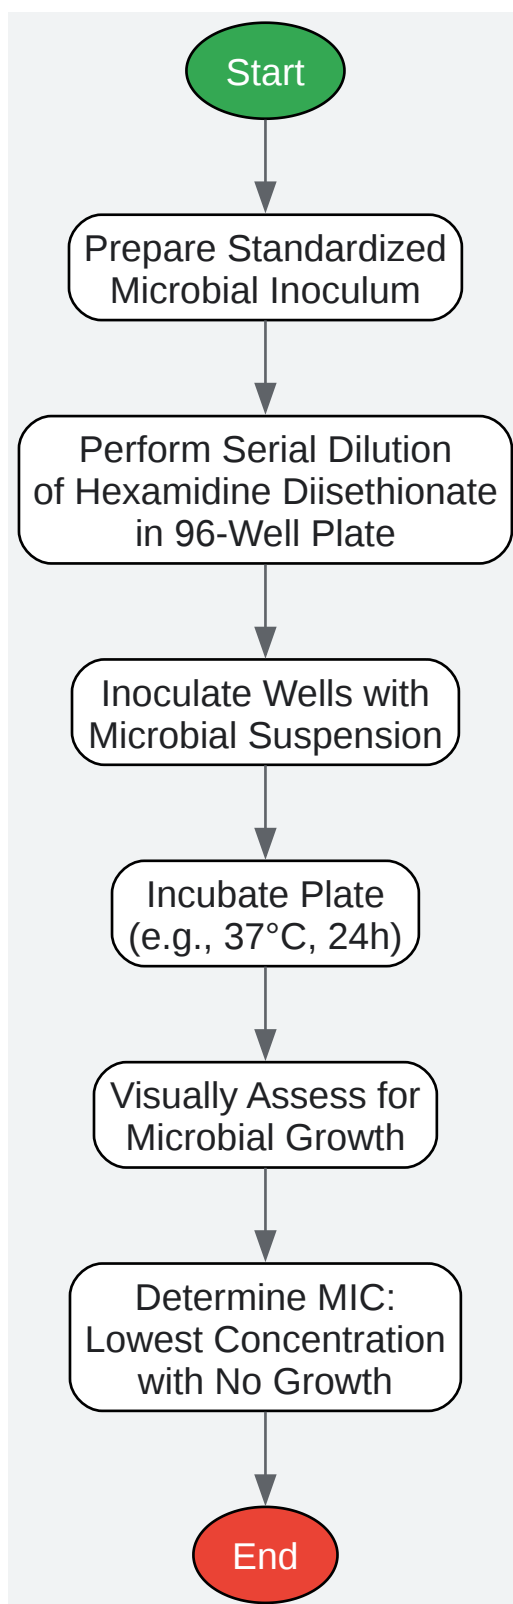 Start
Prepare Standardized
Microbial Inoculum
Perform Serial Dilution
of Hexamidine Diisethionate
in 96-Well Plate
Inoculate Wells with
Microbial Suspension
Incubate Plate
(e.g., 37°C, 24h)
Visually Assess for
Microbial Growth
Determine MIC:
Lowest Concentration
with No Growth
End